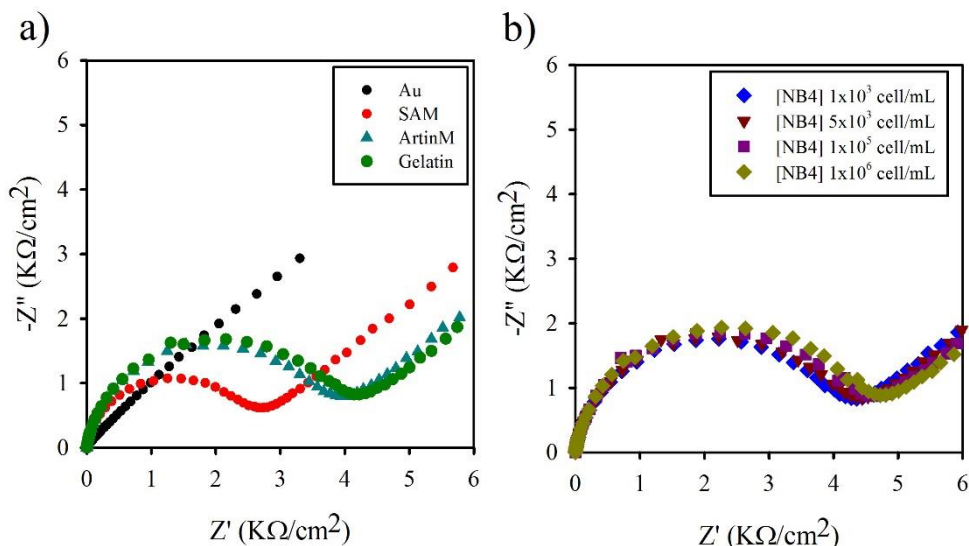 a)
6
5
4
3
2
1
0
-Z" (KΩ/cm²)
Au
SAM
ArtinM
Gelatin
0 1 2 3 4 5 6
Z' (KΩ/cm²)
b)
6
5
4
3
2
1
0
-Z" (KΩ/cm²)
[NB4] 1x10³ cell/mL
[NB4] 5x10³ cell/mL
[NB4] 1x10⁵ cell/mL
[NB4] 1x10⁶ cell/mL
0 1 2 3 4 5 6
Z' (KΩ/cm²)